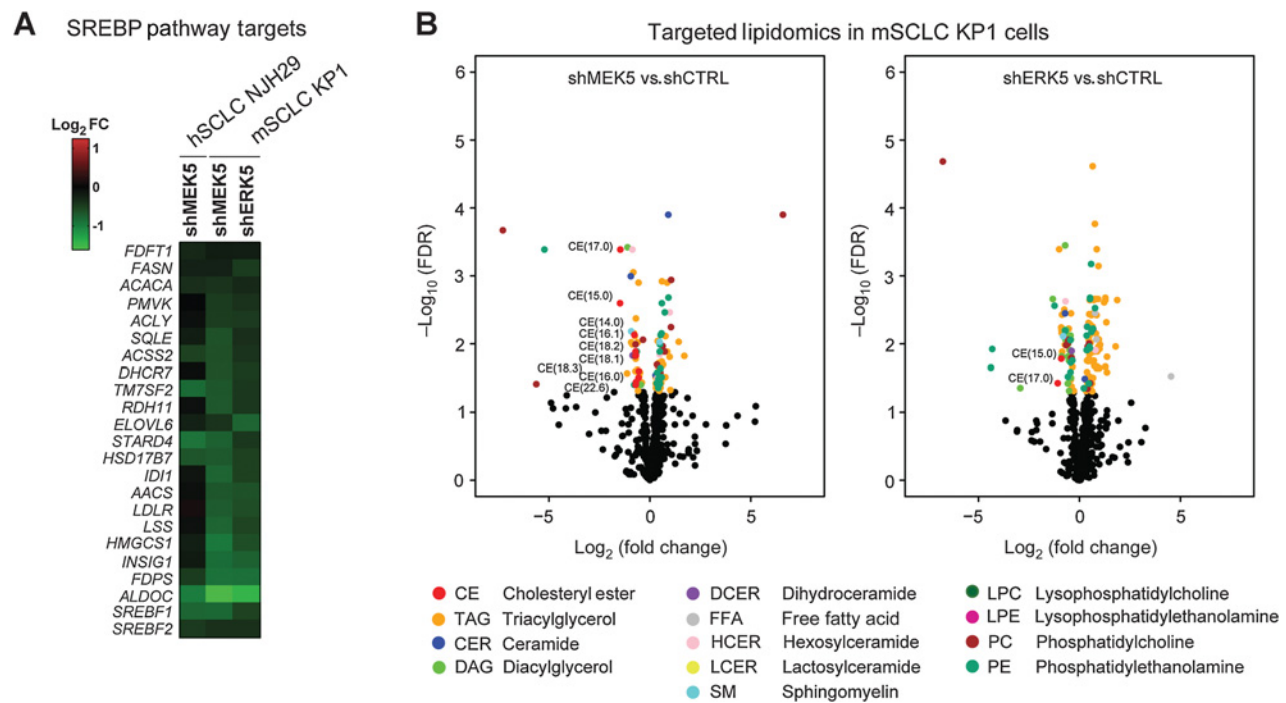 A
SREBP pathway targets
hSCLC NJH29
mSCLC KP1
Log2 FC
1
0
-1
shMEK5
shMEK5
shERK5
FDFT1
FASN
ACACA
PMVK
ACLY
SQLE
ACSS2
DHCR7
TM7SF2
RDH11
ELOVL6
STARD4
HSD17B7
IDI1
AACS
LDLR
LSS
HMGCS1
INSIG1
FDPS
ALDOC
SREBF1
SREBF2
B
Targeted lipidomics in mSCLC KP1 cells
shMEK5 vs. shCTRL
–Log10 (FDR)
6
5
4
3
2
1
0
CE(17.0)
CE(15.0)
CE(14.0)
CE(16.1)
CE(18.2)
CE(18.1)
CE(18.3)
CE(16.0)
CE(22.6)
−5
0
5
Log2 (fold change)
shERK5 vs. shCTRL
–Log10 (FDR)
6
5
4
3
2
1
0
CE(15.0)
CE(17.0)
−5
0
5
Log2 (fold change)
CE Cholesteryl ester
TAG Triacylglycerol
CER Ceramide
DAG Diacylglycerol
DCER Dihydroceramide
FFA Free fatty acid
HCER Hexosylceramide
LCER Lactosylceramide
SM Sphingomyelin
LPC Lysophosphatidylcholine
LPE Lysophosphatidylethanolamine
PC Phosphatidylcholine
PE Phosphatidylethanolamine